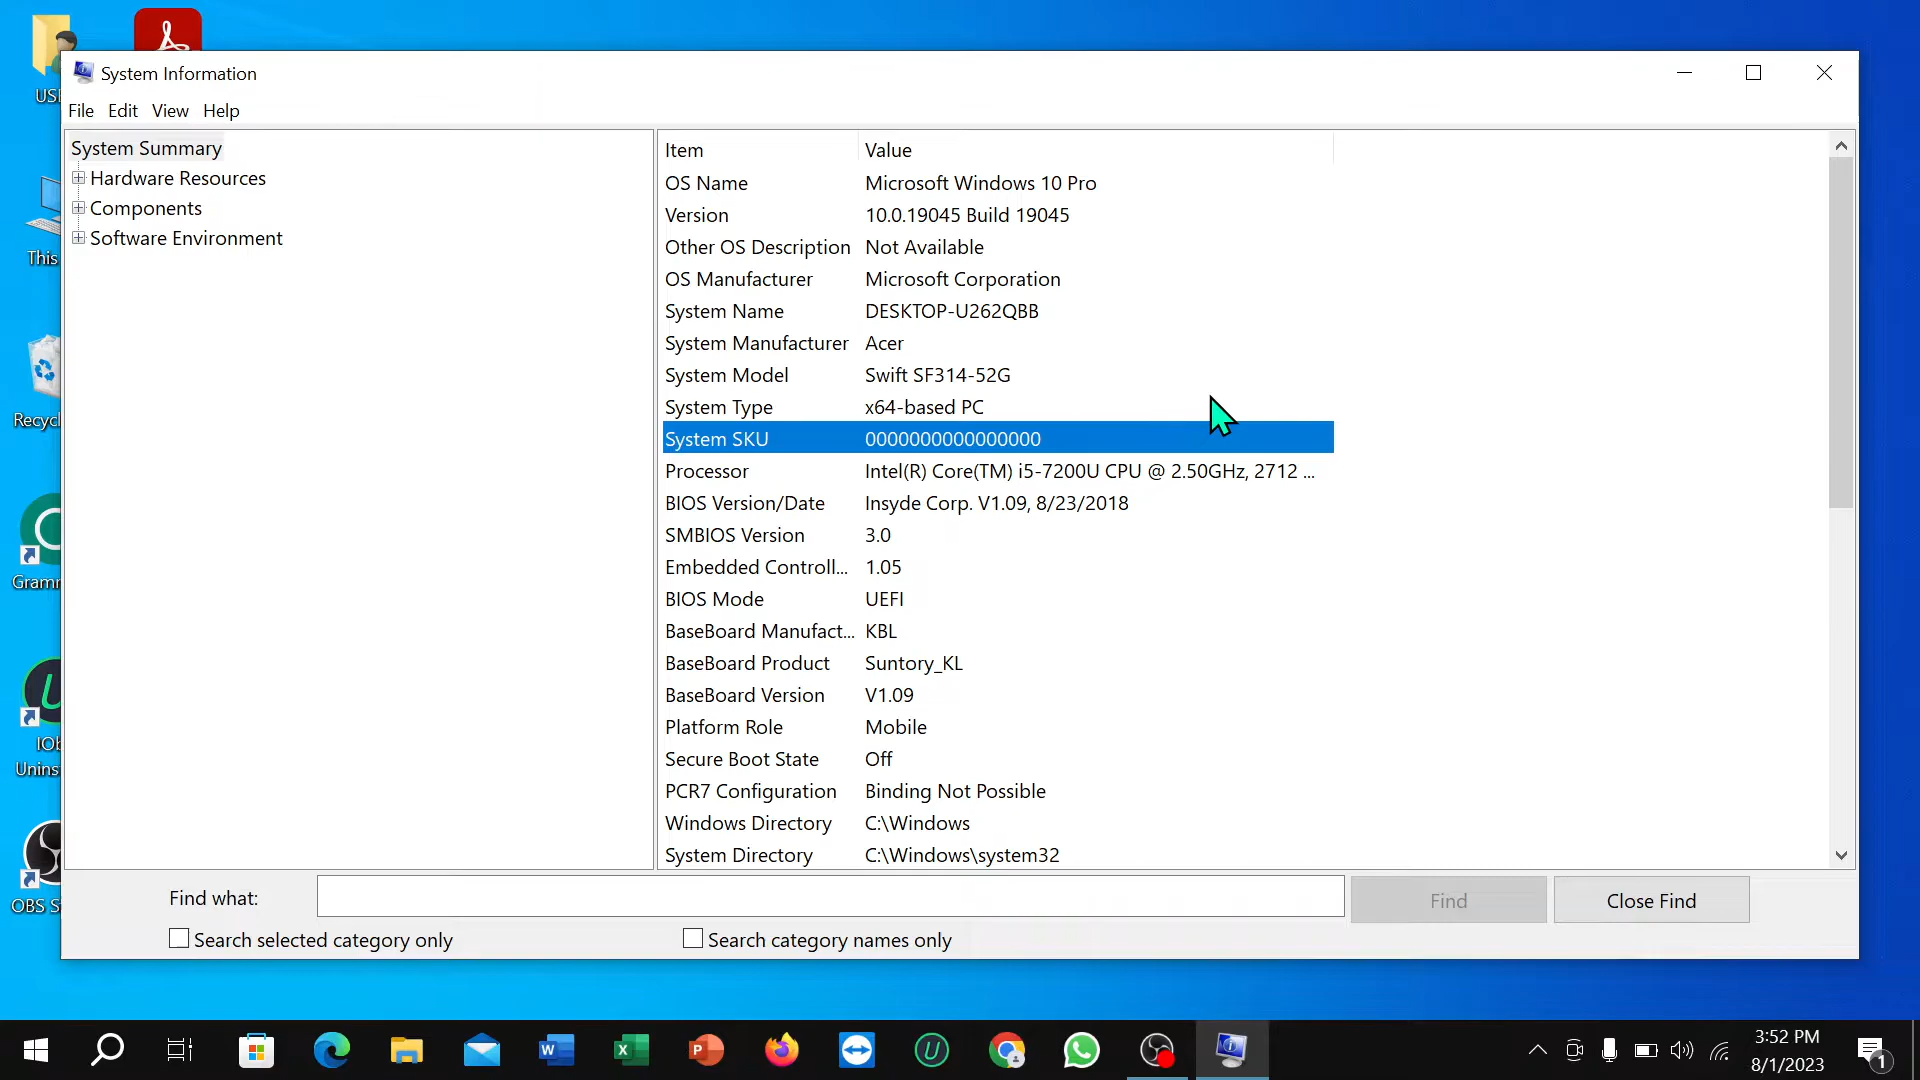 System Information
File Edit View Help
System Summary
Hardware Resources
Components
Software Environment
Item Value
OS Name Microsoft Windows 10 Pro
Version 10.0.19045 Build 19045
Other OS Description Not Available
OS Manufacturer Microsoft Corporation
System Name DESKTOP-U262QBB
System Manufacturer Acer
System Model Swift SF314-52G
System Type x64-based PC
System SKU 0000000000000000
Processor Intel(R) Core(TM) i5-7200U CPU @ 2.50GHz, 2712 ...
BIOS Version/Date Insyde Corp. V1.09, 8/23/2018
SMBIOS Version 3.0
Embedded Controll... 1.05
BIOS Mode UEFI
BaseBoard Manufact... KBL
BaseBoard Product Suntory_KL
BaseBoard Version V1.09
Platform Role Mobile
Secure Boot State Off
PCR7 Configuration Binding Not Possible
Windows Directory C:\Windows
System Directory C:\Windows\system32
Find what: Find Close Find
Search selected category only Search category names only
This
Recyc
Gramr
Unins
OBS S
3:52 PM
8/1/2023
1